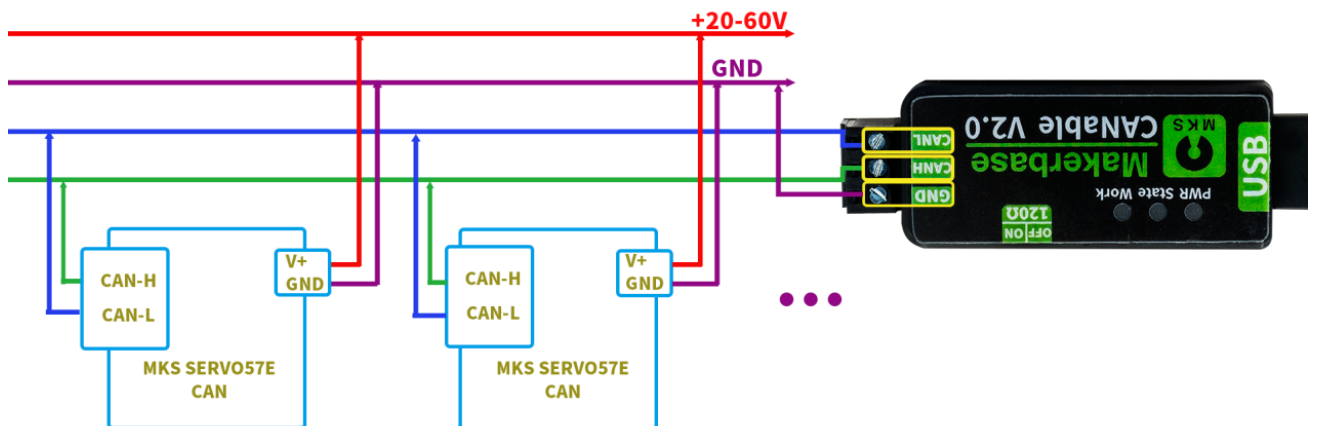 +20-60V
GND
CAN-H
CAN-L
V+
GND
MKS SERVO57E
CAN
CAN-H
CAN-L
V+
GND
MKS SERVO57E
CAN
CANL
CANH
GND
CANable V2.0
Makerbase
MKS
PWR State Work
OFF ON
120Ω
USB